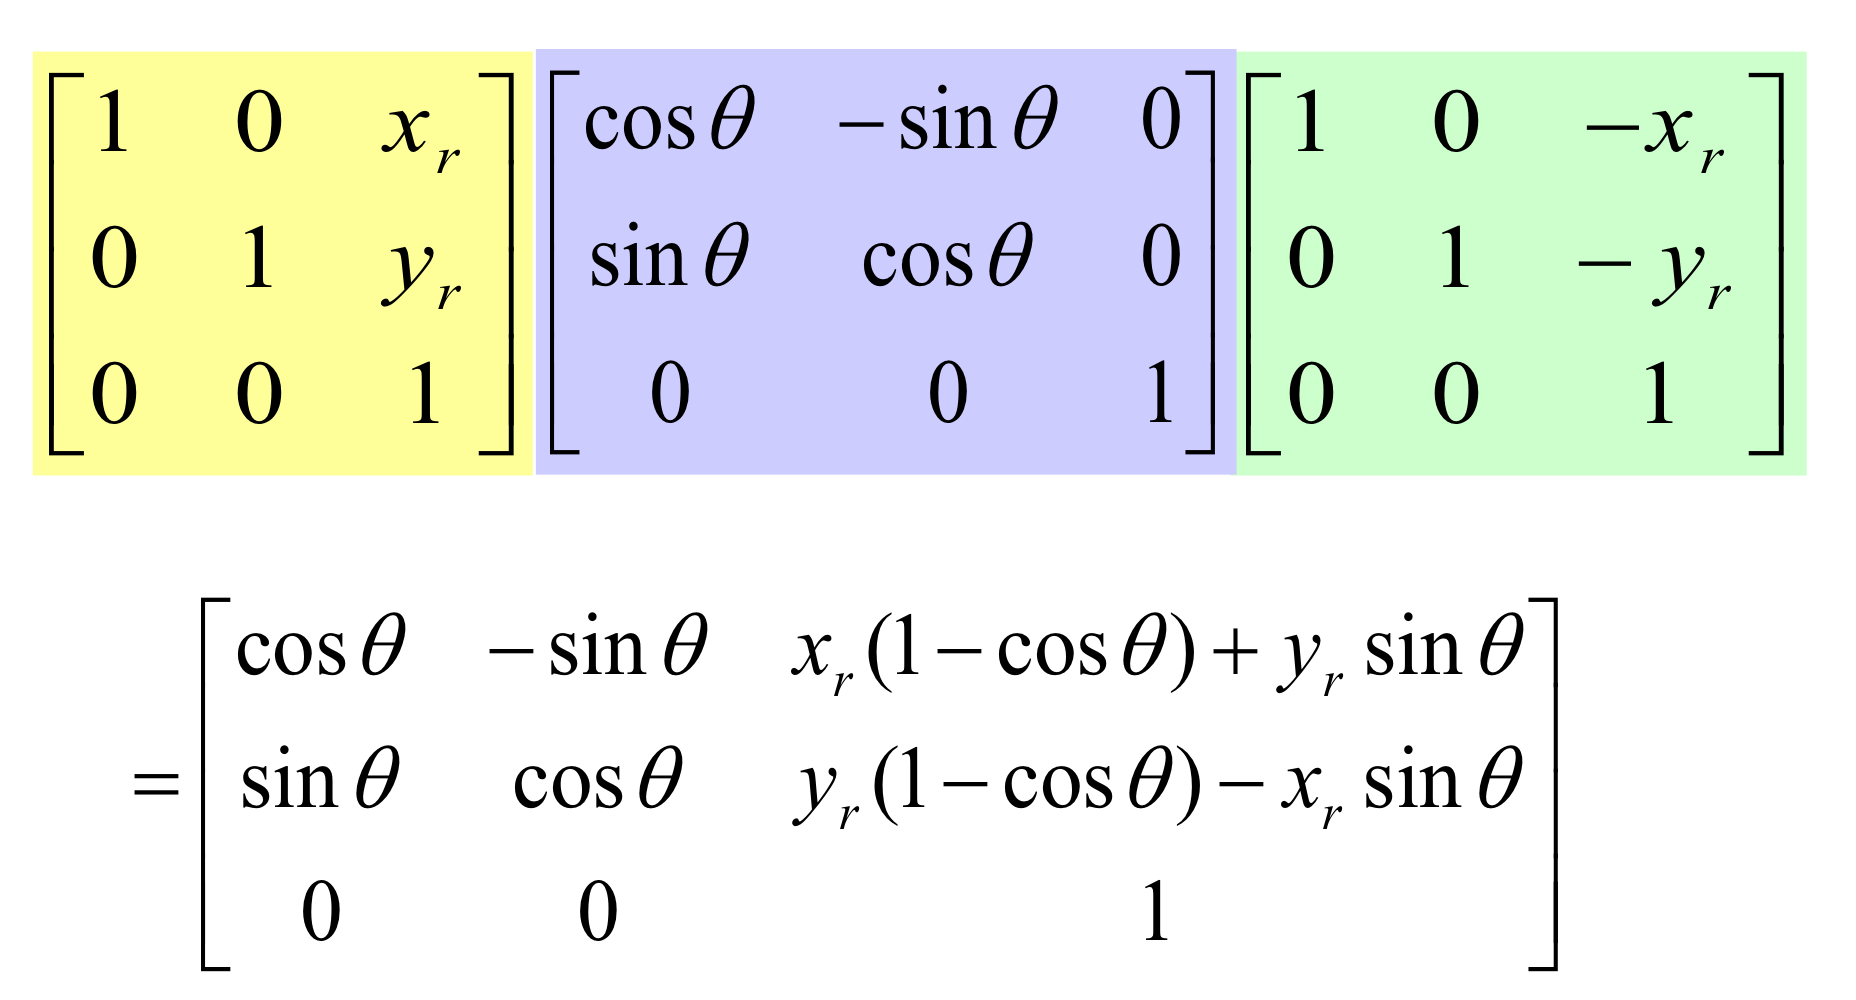 [1 0 x_r; 0 1 y_r; 0 0 1] [cos θ −sin θ 0; sin θ cos θ 0; 0 0 1] [1 0 −x_r; 0 1 −y_r; 0 0 1]
= [cos θ −sin θ x_r(1−cos θ)+y_r sin θ; sin θ cos θ y_r(1−cos θ)−x_r sin θ; 0 0 1]